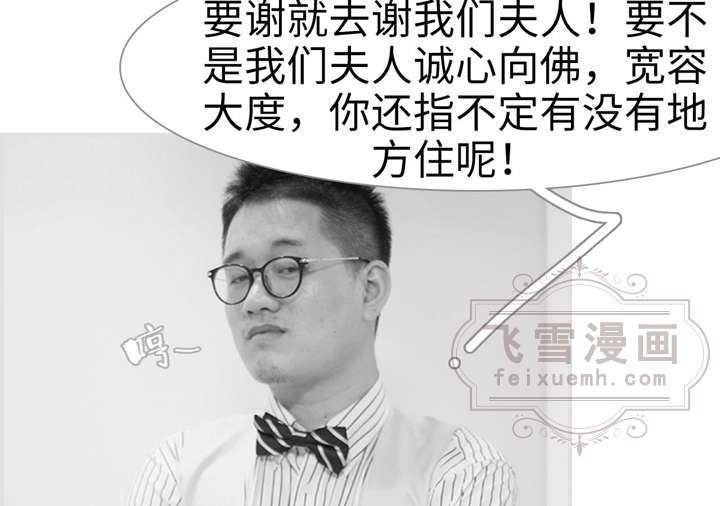 要谢就去谢我们夫人！要不
是我们夫人诚心向佛，宽容
大度，你还指不定有没有地
方住呢！
哼
飞雪漫画
feixuemh.com